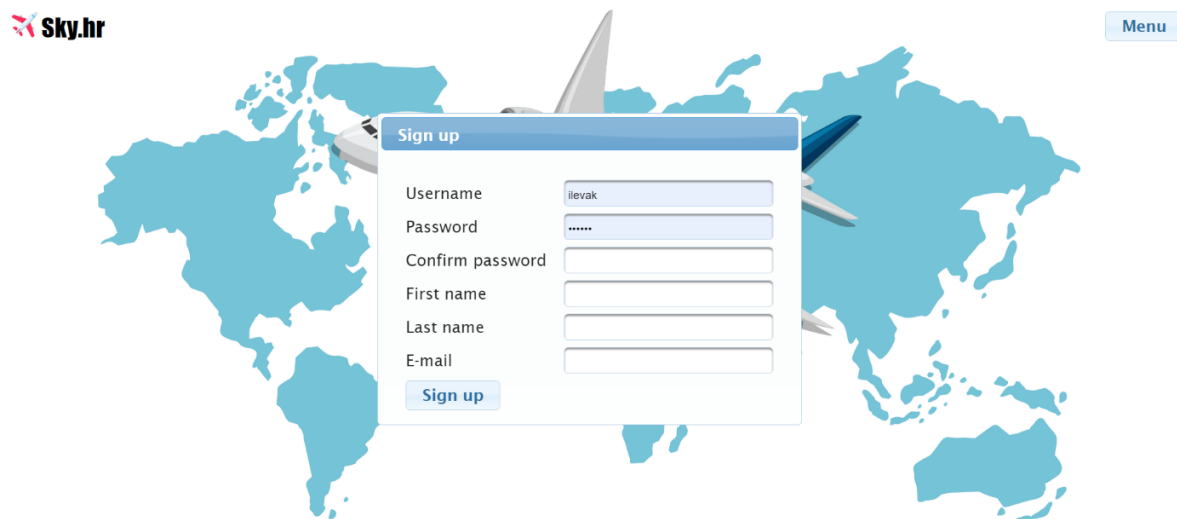 Sky.hr
Menu
Sign up
Username ilevak
Password ••••••
Confirm password
First name
Last name
E-mail
Sign up